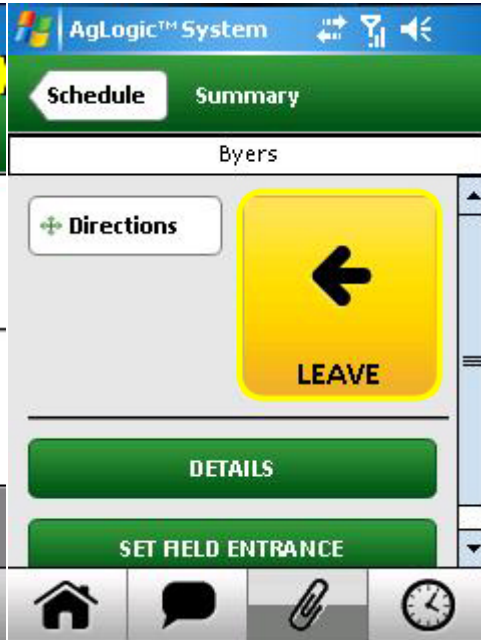 AgLogic™ System
Schedule Summary
Byers
Directions
LEAVE
DETAILS
SET FIELD ENTRANCE